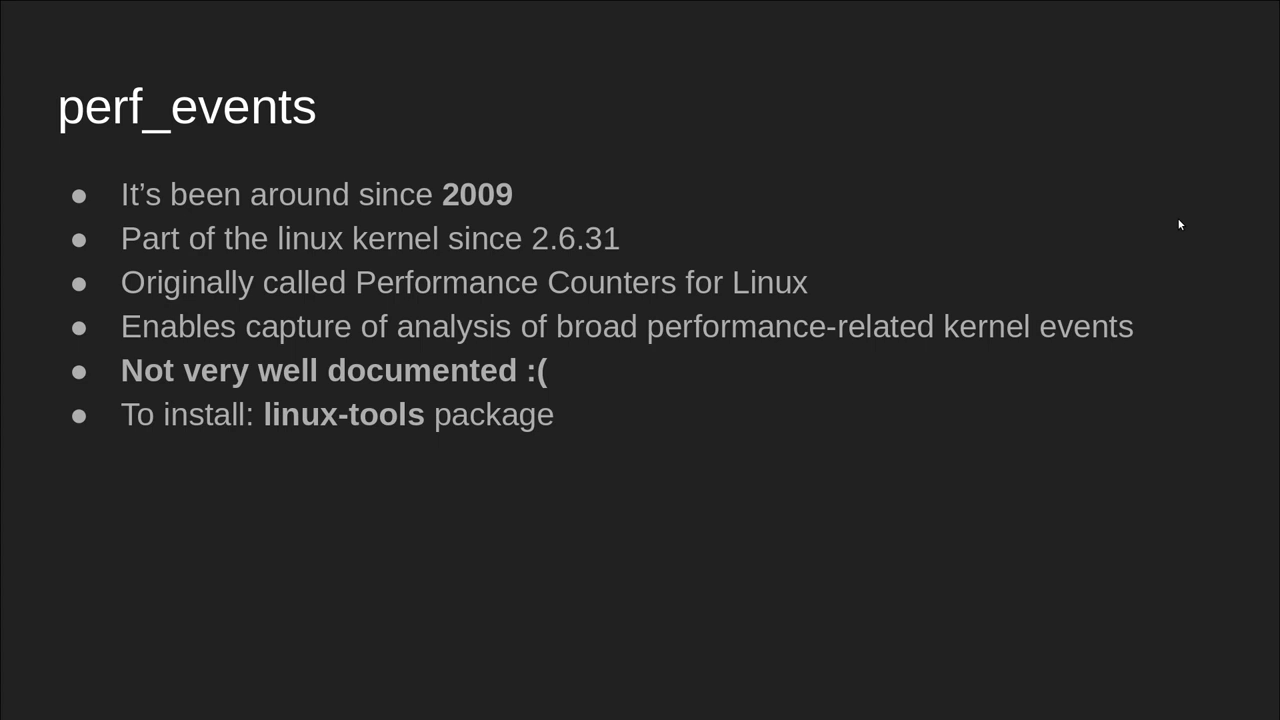 perf_events
● It’s been around since 2009
● Part of the linux kernel since 2.6.31
● Originally called Performance Counters for Linux
● Enables capture of analysis of broad performance-related kernel events
● Not very well documented :(
● To install: linux-tools package